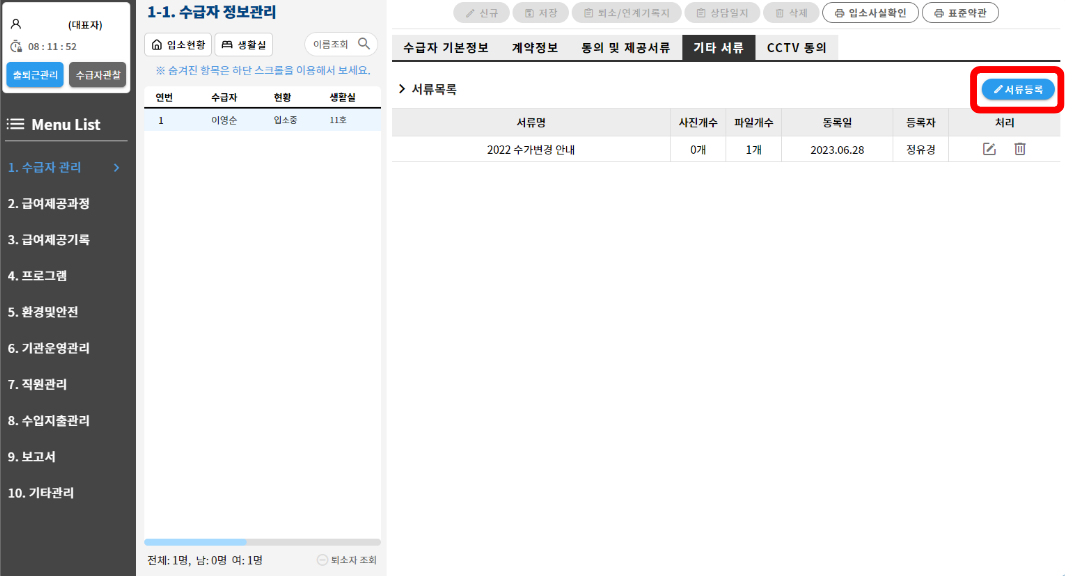 (대표자)
08 : 11 : 52
출퇴근관리
수급자관찰
Menu List
1. 수급자 관리
2. 급여제공과정
3. 급여제공기록
4. 프로그램
5. 환경및안전
6. 기관운영관리
7. 직원관리
8. 수입지출관리
9. 보고서
10. 기타관리
1-1. 수급자 정보관리
입소현황
생활실
이름조회
※ 숨겨진 항목은 하단 스크롤을 이용해서 보세요.
연번 수급자 현황 생활실
1 이영순 입소중 11호
전체: 1명, 남: 0명 여: 1명
퇴소자 조회
신규
저장
퇴소/연계기록지
상담일지
삭제
입소사실확인
표준약관
수급자 기본정보
계약정보
동의 및 제공서류
기타 서류
CCTV 동의
서류목록
서류등록
서류명 사진개수 파일개수 등록일 등록자 처리
2022 수가변경 안내 0개 1개 2023.06.28 정유경